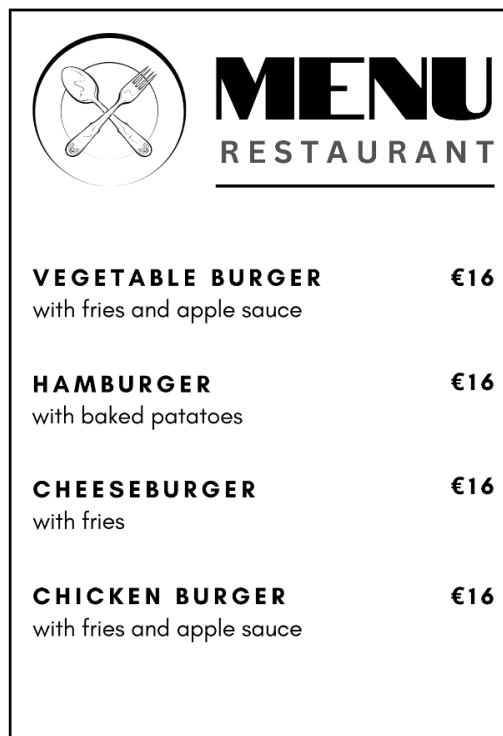 MENU
RESTAURANT
VEGETABLE BURGER €16
with fries and apple sauce
HAMBURGER €16
with baked patatoes
CHEESEBURGER €16
with fries
CHICKEN BURGER €16
with fries and apple sauce